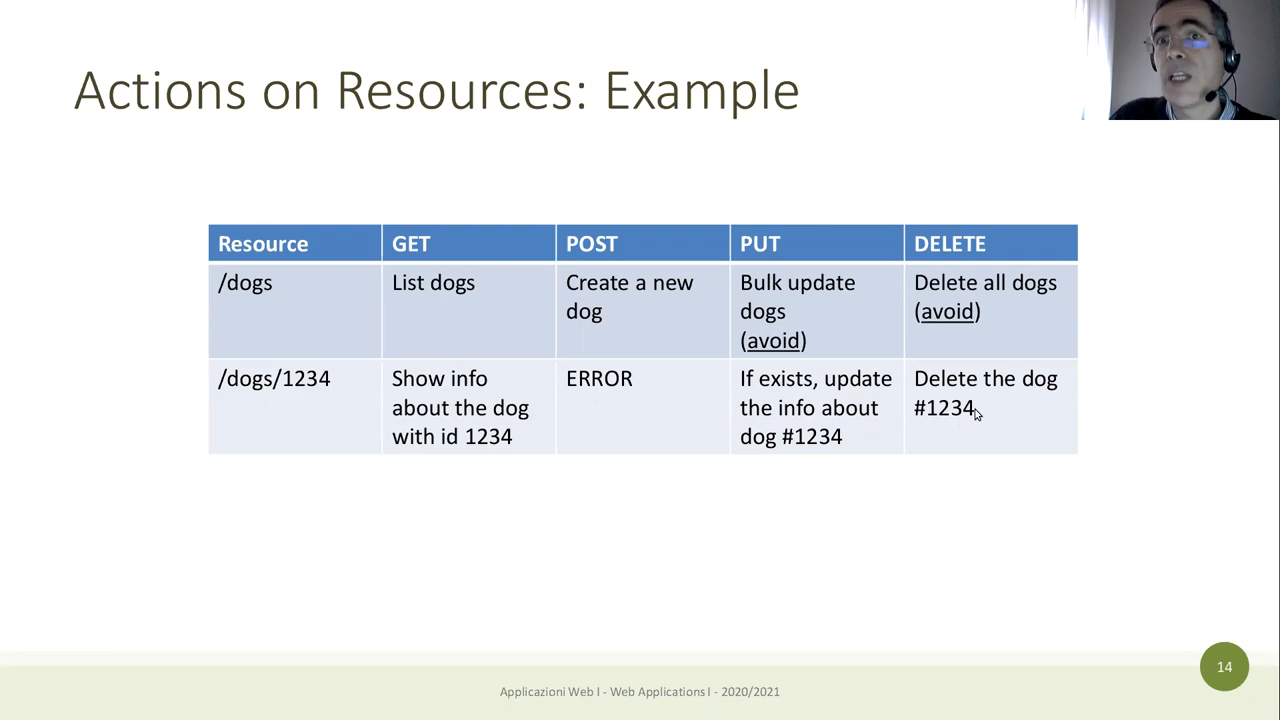 Actions on Resources: Example
Resource GET POST PUT DELETE
/dogs List dogs Create a new dog Bulk update dogs (avoid) Delete all dogs (avoid)
/dogs/1234 Show info about the dog with id 1234 ERROR If exists, update the info about dog #1234 Delete the dog #1234
14
Applicazioni Web I - Web Applications I - 2020/2021